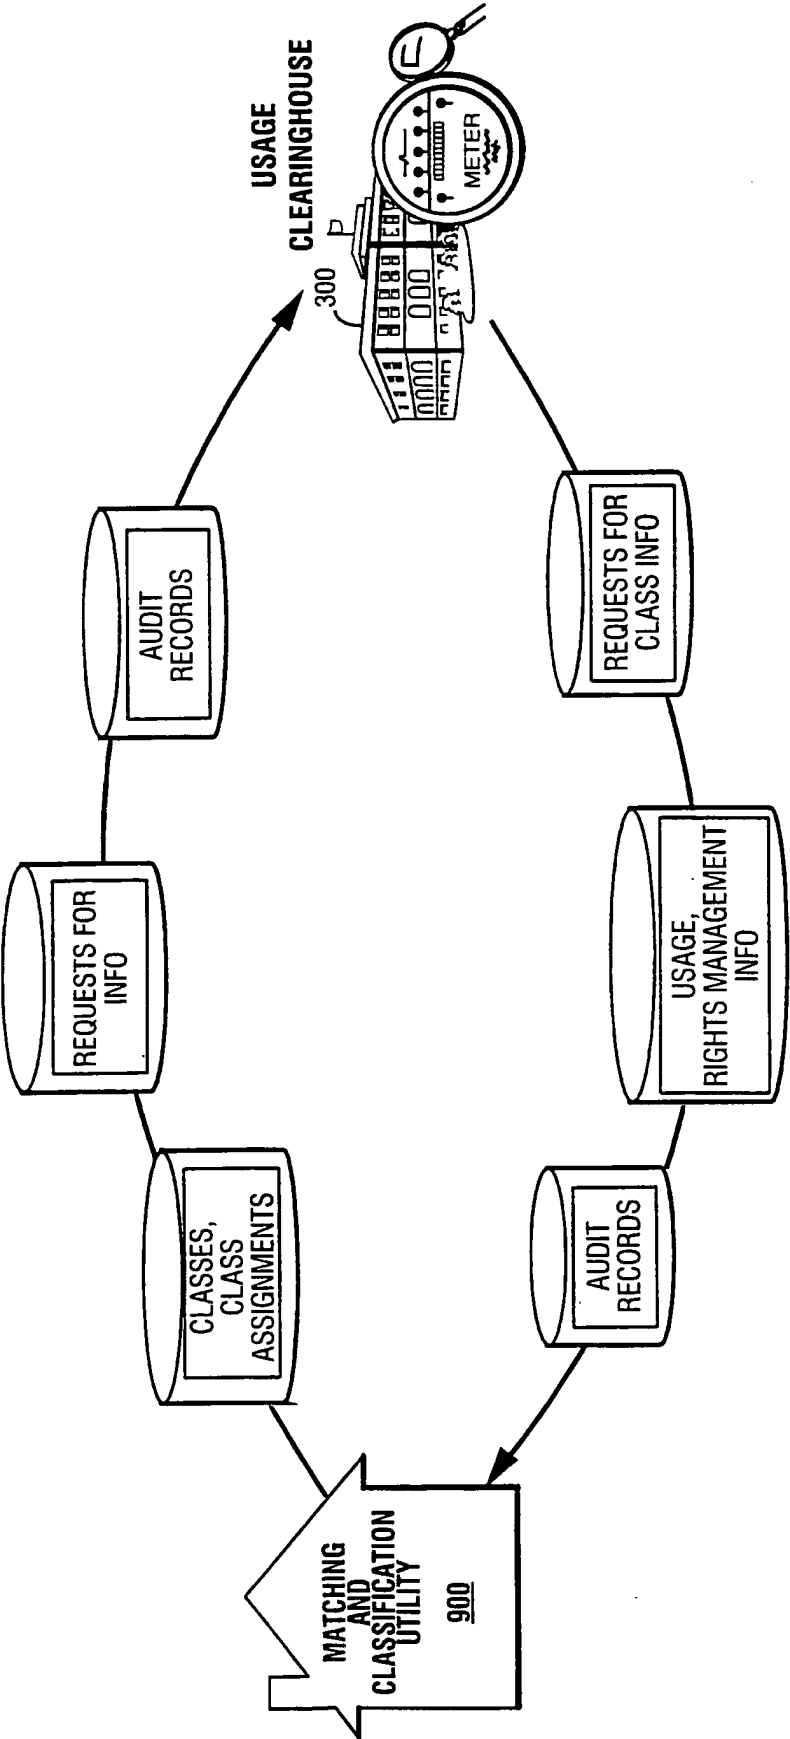 USAGE
CLEARINGHOUSE
300
METER
AUDIT
RECORDS
REQUESTS FOR
INFO
CLASSES,
CLASS
ASSIGNMENTS
MATCHING
AND
CLASSIFICATION
UTILITY
900
AUDIT
RECORDS
USAGE,
RIGHTS MANAGEMENT
INFO
REQUESTS FOR
CLASS INFO